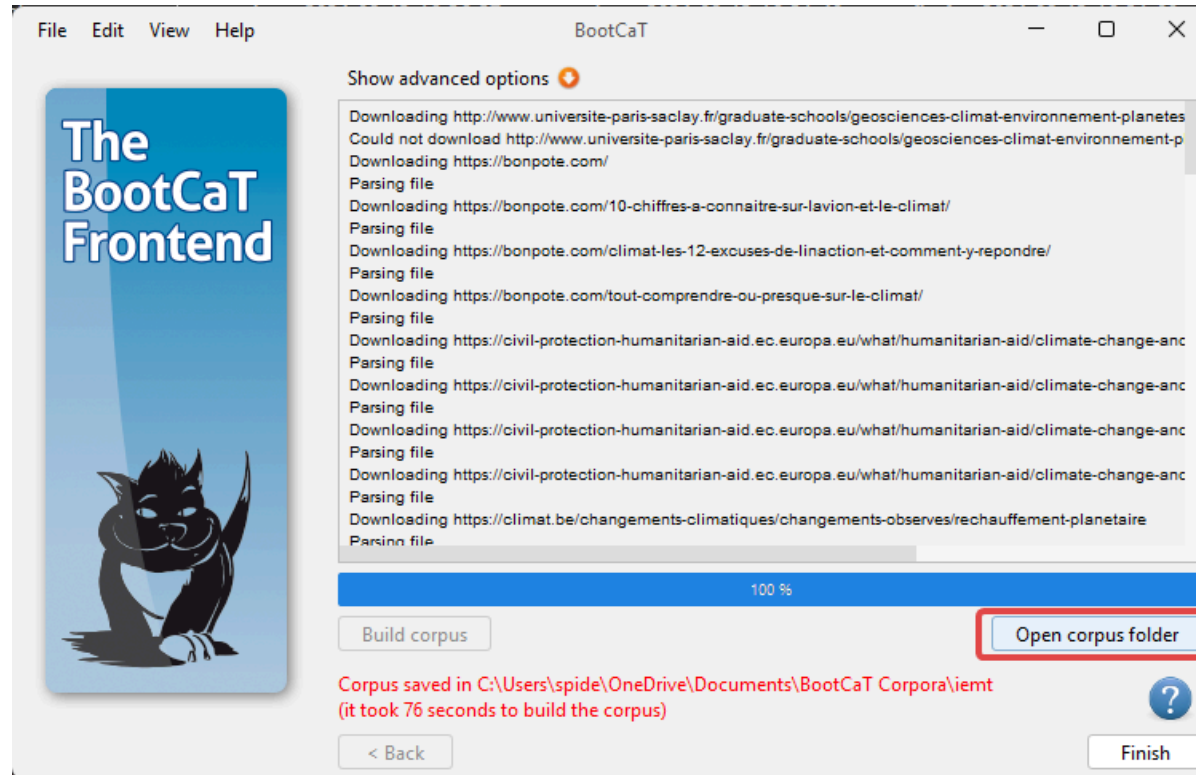 File Edit View Help BootCaT
Show advanced options
The
BootCaT
Frontend
Downloading http://www.universite-paris-saclay.fr/graduate-schools/geosciences-climat-environnement-planetes
Could not download http://www.universite-paris-saclay.fr/graduate-schools/geosciences-climat-environnement-p
Downloading https://bonpote.com/
Parsing file
Downloading https://bonpote.com/10-chiffres-a-connaitre-sur-lavion-et-le-climat/
Parsing file
Downloading https://bonpote.com/climat-les-12-excuses-de-linaction-et-comment-y-repondre/
Parsing file
Downloading https://bonpote.com/tout-comprendre-ou-presque-sur-le-climat/
Parsing file
Downloading https://civil-protection-humanitarian-aid.ec.europa.eu/what/humanitarian-aid/climate-change-anc
Parsing file
Downloading https://civil-protection-humanitarian-aid.ec.europa.eu/what/humanitarian-aid/climate-change-anc
Parsing file
Downloading https://civil-protection-humanitarian-aid.ec.europa.eu/what/humanitarian-aid/climate-change-anc
Parsing file
Downloading https://civil-protection-humanitarian-aid.ec.europa.eu/what/humanitarian-aid/climate-change-anc
Parsing file
Downloading https://climat.be/changements-climatiques/changements-observes/rechauffement-planetaire
Parsing file
100 %
Build corpus Open corpus folder
Corpus saved in C:\Users\spide\OneDrive\Documents\BootCaT Corpora\iemt
(it took 76 seconds to build the corpus)
?
< Back Finish